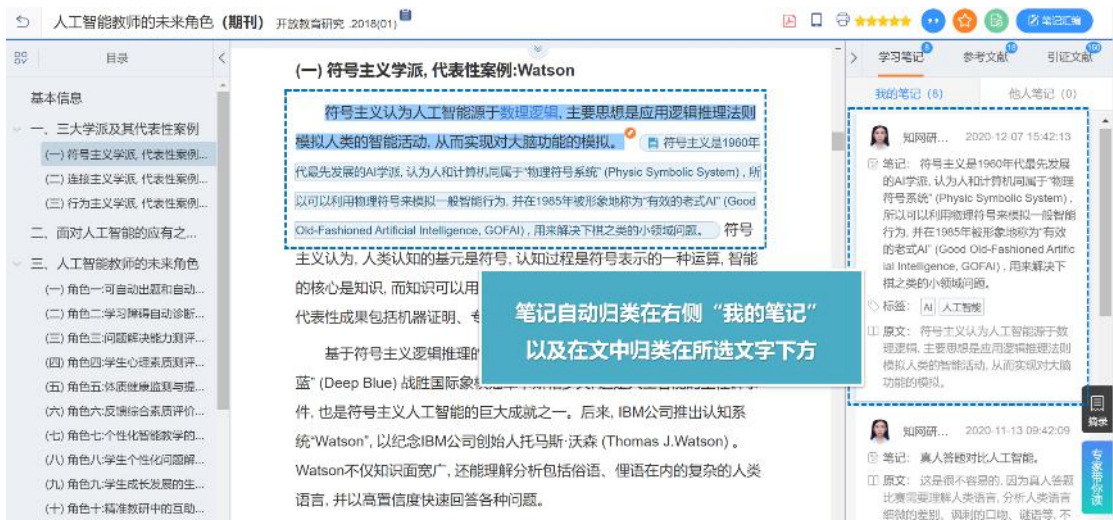 人工智能教师的未来角色（期刊） 开放教育研究 .2018(01)
笔记汇编
目录
基本信息
一、三大学派及其代表性案例
(一) 符号主义学派, 代表性案例...
(二) 连接主义学派, 代表性案例...
(三) 行为主义学派, 代表性案例...
二、面对人工智能的应有之...
三、人工智能教师的未来角色
(一) 角色一:可自动出题和自动...
(二) 角色二:学习障碍自动诊断...
(三) 角色三:问题解决能力测评...
(四) 角色四:学生心理素质测评...
(五) 角色五:体质健康监测与提...
(六) 角色六:反馈综合素质评价...
(七) 角色七:个性化智能教学的...
(八) 角色八:学生个性化问题解...
(九) 角色九:学生成长发展的生...
(十) 角色十:精准教研中的互助...
(一) 符号主义学派, 代表性案例:Watson
符号主义认为人工智能源于数理逻辑, 主要思想是应用逻辑推理法则
模拟人类的智能活动, 从而实现对大脑功能的模拟。 符号主义是1960年
代最先发展的AI学派, 认为人和计算机同属于“物理符号系统” (Physic Symbolic System) , 所
以可以利用物理符号来模拟一般智能行为, 并在1985年被形象地称为“有效的老式AI” (Good
Old-Fashioned Artificial Intelligence, GOFAI) , 用来解决下棋之类的小领域问题。 符号
主义认为, 人类认知的基元是符号, 认知过程是符号表示的一种运算, 智能
的核心是知识, 而知识可以用
代表性成果包括机器证明、专
基于符号主义逻辑推理的
蓝” (Deep Blue) 战胜国际象棋
件, 也是符号主义人工智能的巨大成就之一。后来, IBM公司推出认知系
统“Watson”, 以纪念IBM公司创始人托马斯·沃森 (Thomas J.Watson) 。
Watson不仅知识面宽广, 还能理解分析包括俗语、俚语在内的复杂的人类
语言, 并以高置信度快速回答各种问题。
笔记自动归类在右侧“我的笔记”
以及在文中归类在所选文字下方
学习笔记 8 参考文献 18 引证文献 150
我的笔记 (8) 他人笔记 (0)
知网研... 2020-12-07 15:42:13
笔记: 符号主义是1960年代最先发展
的AI学派, 认为人和计算机同属于“物理
符号系统” (Physic Symbolic System) ,
所以可以利用物理符号来模拟一般智能
行为, 并在1985年被形象地称为“有效
的老式AI” (Good Old-Fashioned Artific
ial Intelligence, GOFAI) , 用来解决下
棋之类的小领域问题。
标签: AI 人工智能
原文: 符号主义认为人工智能源于数
理逻辑, 主要思想是应用逻辑推理法则
模拟人类的智能活动, 从而实现对大脑
功能的模拟。
知网研... 2020-11-13 09:42:09
笔记: 真人答题对比人工智能。
原文: 这是很不容易的, 因为真人答题
比赛需要理解人类语言, 分析人类语言
细微的差别、讽刺的口吻、谜语等, 不
摘录
专家带你读